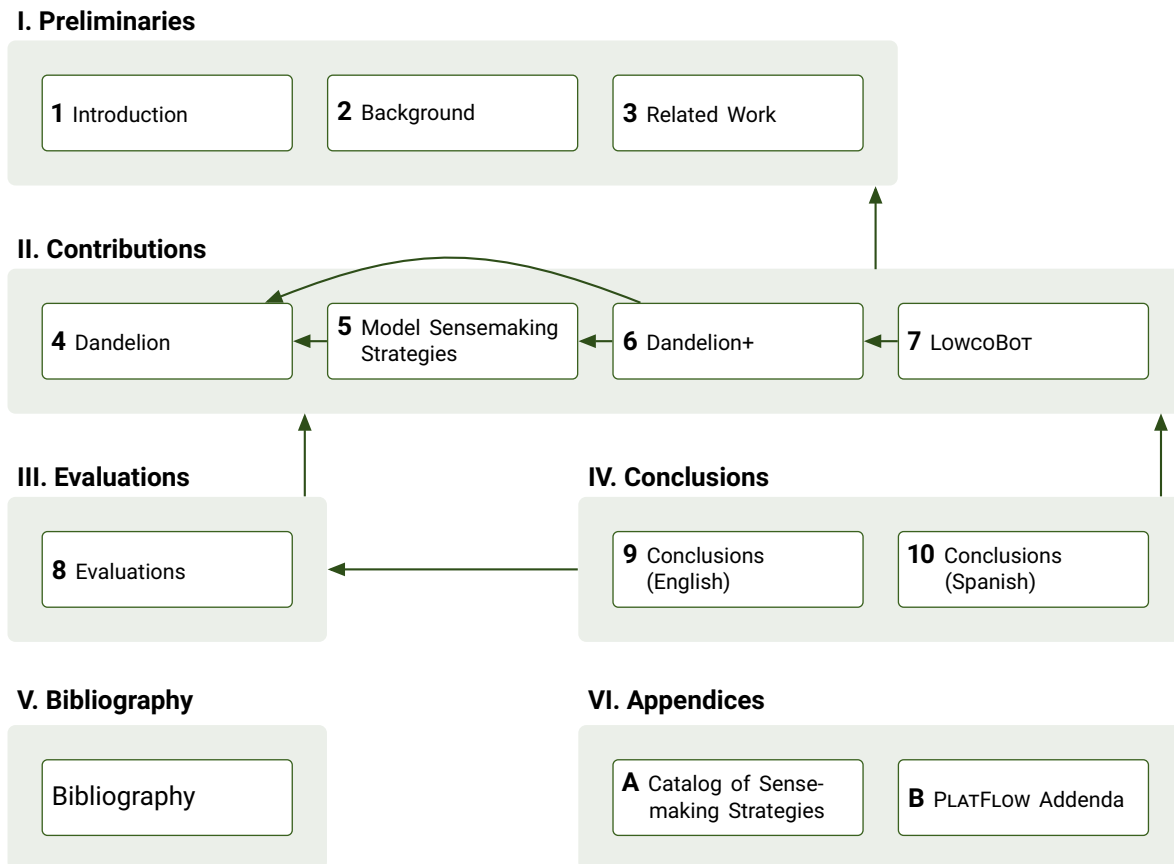 I. Preliminaries
1 Introduction
2 Background
3 Related Work
II. Contributions
4 Dandelion
5 Model Sensemaking
Strategies
6 Dandelion+
7 LowcoBot
III. Evaluations
8 Evaluations
IV. Conclusions
9 Conclusions
(English)
10 Conclusions
(Spanish)
V. Bibliography
Bibliography
VI. Appendices
A Catalog of Sense-
making Strategies
B PlatFlow Addenda